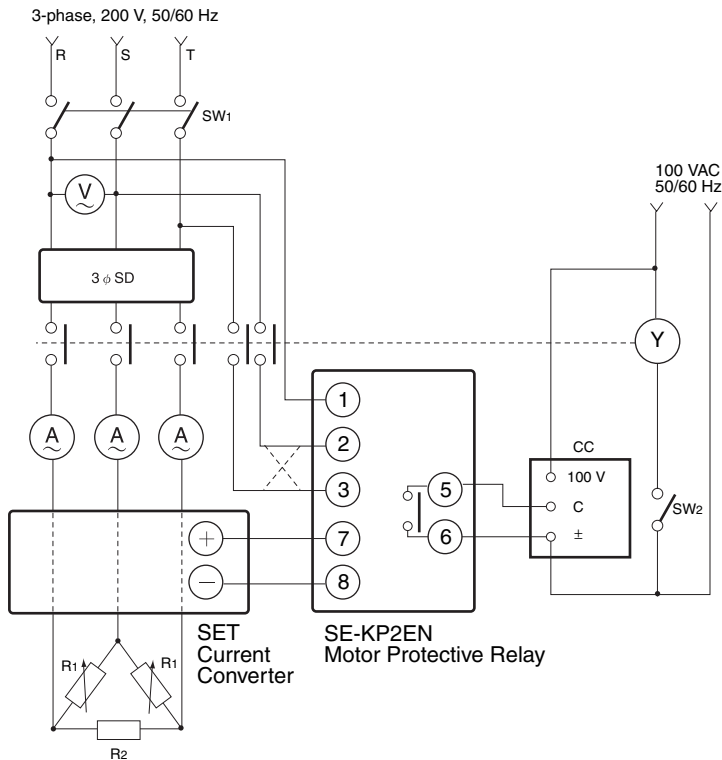 3-phase, 200 V, 50/60 Hz
R
S
T
SW1
V
100 VAC
50/60 Hz
3 ϕ SD
Y
1
A
A
A
2
CC
3
100 V
5
C
SW2
+
7
6
±
−
8
SET
Current
Converter
SE-KP2EN
Motor Protective Relay
R1
R1
R2